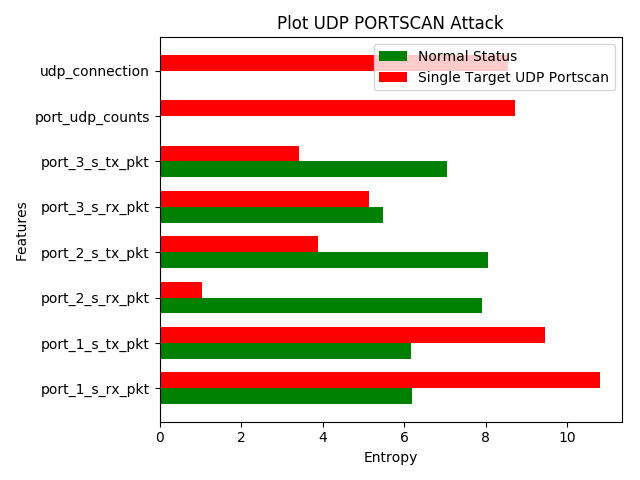 Plot UDP PORTSCAN Attack
Normal Status
Single Target UDP Portscan
udp_connection
port_udp_counts
port_3_s_tx_pkt
port_3_s_rx_pkt
port_2_s_tx_pkt
port_2_s_rx_pkt
port_1_s_tx_pkt
port_1_s_rx_pkt
Features
0 2 4 6 8 10
Entropy